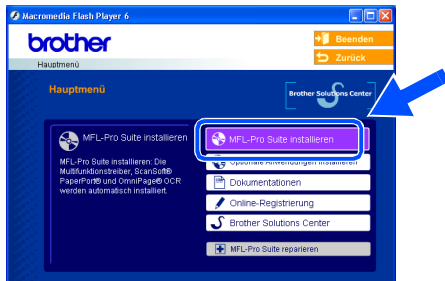 Macromedia Flash Player 6
brother
Beenden
Zurück
Hauptmenü
Hauptmenü
Brother Solutions Center
MFL-Pro Suite installieren
MFL-Pro Suite installieren: Die
Multifunktionstreiber, ScanSoft®
PaperPort® und OmniPage® OCR
werden automatisch installiert.
MFL-Pro Suite installieren
Optionale Anwendungen installieren
Dokumentationen
Online-Registrierung
Brother Solutions Center
MFL-Pro Suite reparieren